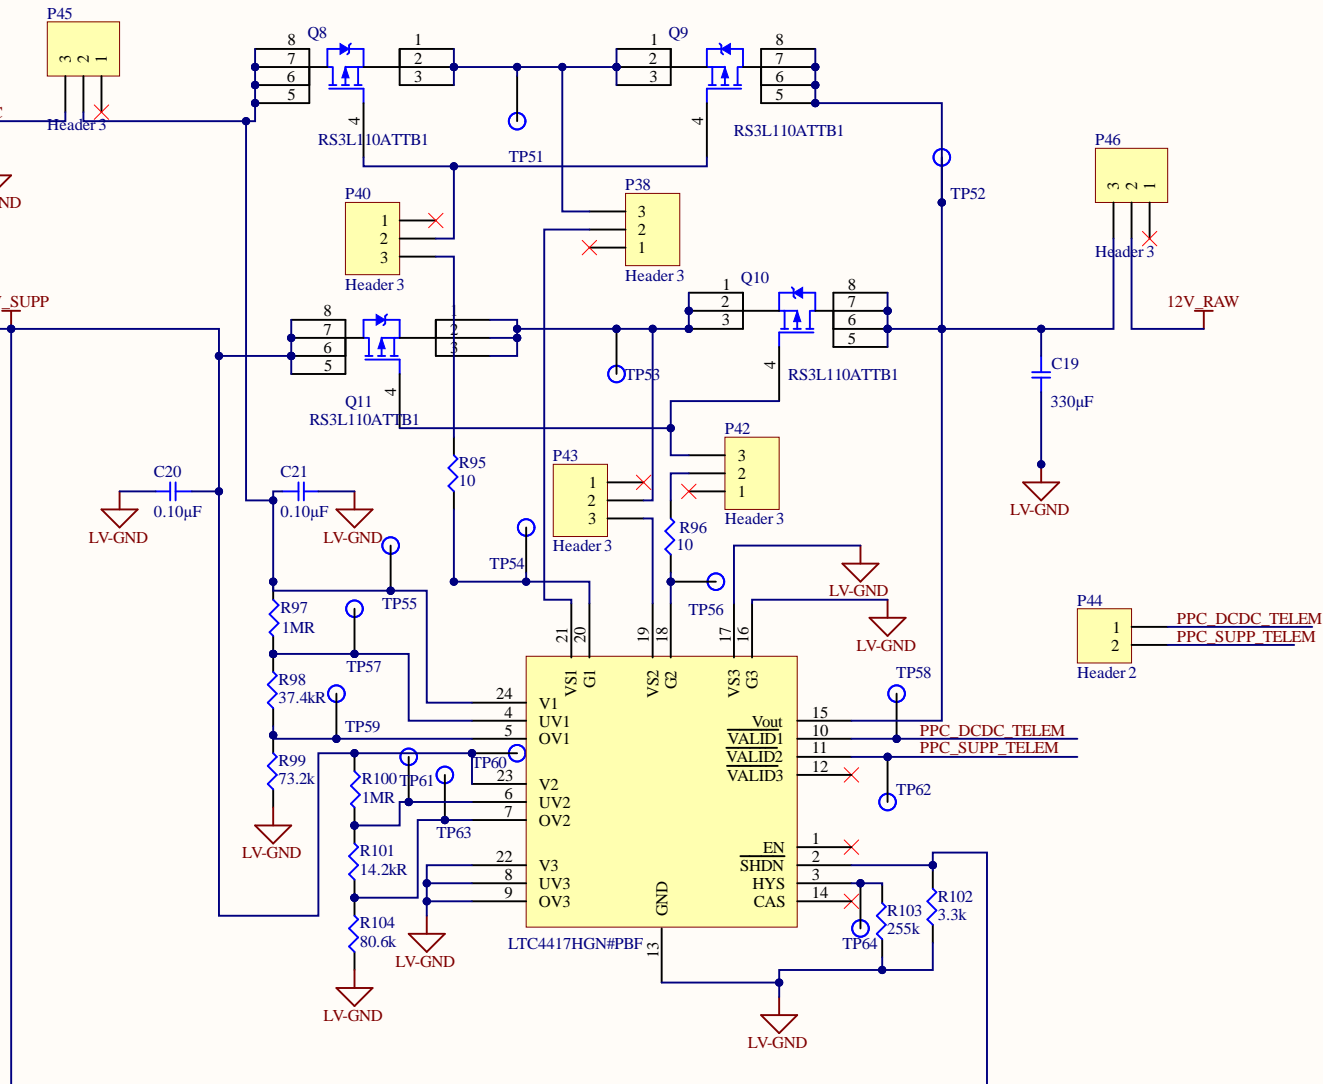 P45
3 2 1
Header 3
Q8
8
7
6
5
1
2
3
4
RS3L110ATTB1
TP51
Q9
1
2
3
8
7
6
5
4
RS3L110ATTB1
TP52
P46
3 2 1
Header 3
12V_RAW
ND
_SUPP
P40
1
2
3
Header 3
P38
3
2
1
Header 3
Q10
1
2
3
8
7
6
5
4
RS3L110ATTB1
8
7
6
5
1
2
3
4
Q11
RS3L110ATTB1
TP53
C19
330µF
LV-GND
C20
0.10µF
LV-GND
C21
0.10µF
LV-GND
R95
10
P43
1
2
3
Header 3
P42
3
2
1
Header 3
R96
10
TP54
TP55
TP56
LV-GND
LV-GND
P44
1
2
Header 2
PPC_DCDC_TELEM
PPC_SUPP_TELEM
R97
1MR
TP57
R98
37.4kR
TP59
R99
73.2k
LV-GND
TP60
R100
1MR
TP61
TP63
R101
14.2kR
R104
80.6k
LV-GND
LV-GND
21 20 19 18 17 16
VS1 G1 VS2 G2 VS3 G3
24 V1
4 UV1
5 OV1
23 V2
6 UV2
7 OV2
22 V3
8 UV3
9 OV3
Vout 15
VALID1 10
VALID2 11
VALID3 12
EN 1
SHDN 2
HYS 3
CAS 14
GND
13
LTC4417HGN#PBF
TP58
PPC_DCDC_TELEM
PPC_SUPP_TELEM
TP62
TP64
R103
255k
R102
3.3k
LV-GND